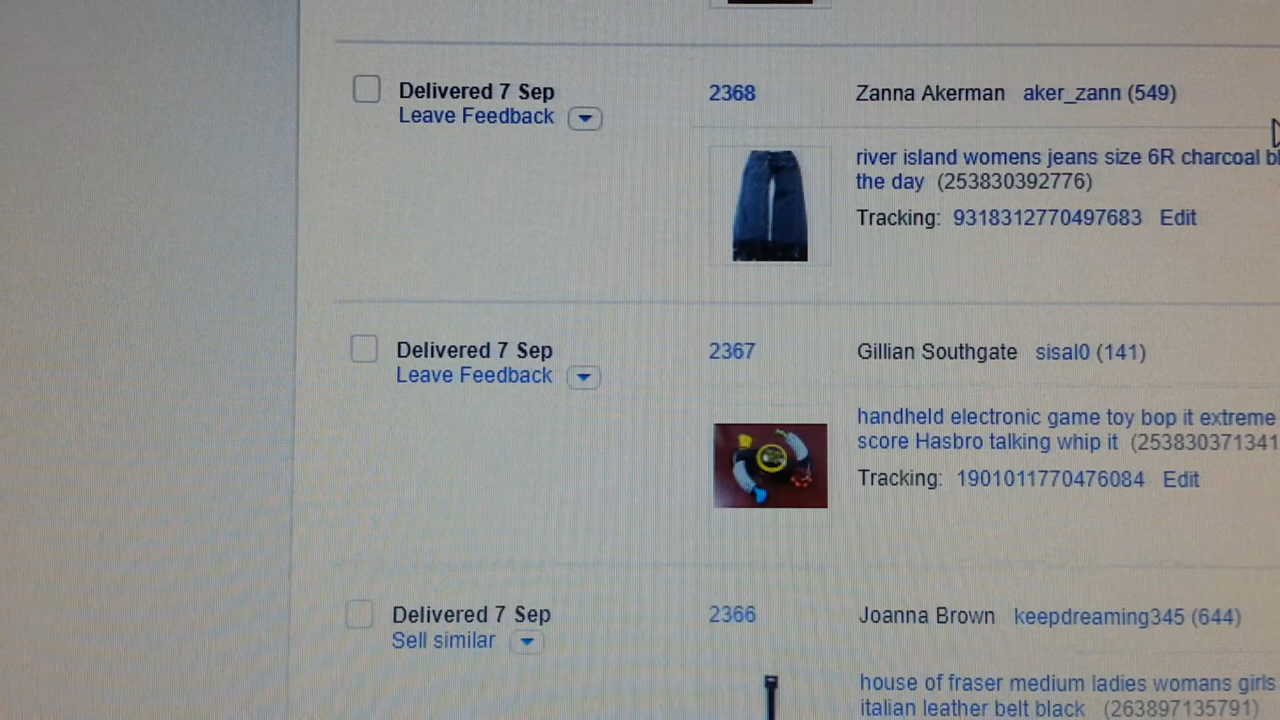 Delivered 7 Sep 2368 Zanna Akerman aker_zann (549)
Leave Feedback
river island womens jeans size 6R charcoal
the day (253830392776)
Tracking: 9318312770497683 Edit
Delivered 7 Sep 2367 Gillian Southgate sisal0 (141)
Leave Feedback
handheld electronic game toy bop it extreme
score Hasbro talking whip it (253830371341
Tracking: 1901011770476084 Edit
Delivered 7 Sep 2366 Joanna Brown keepdreaming345 (644)
Sell similar
house of fraser medium ladies womans girls
italian leather belt black (263897135791)